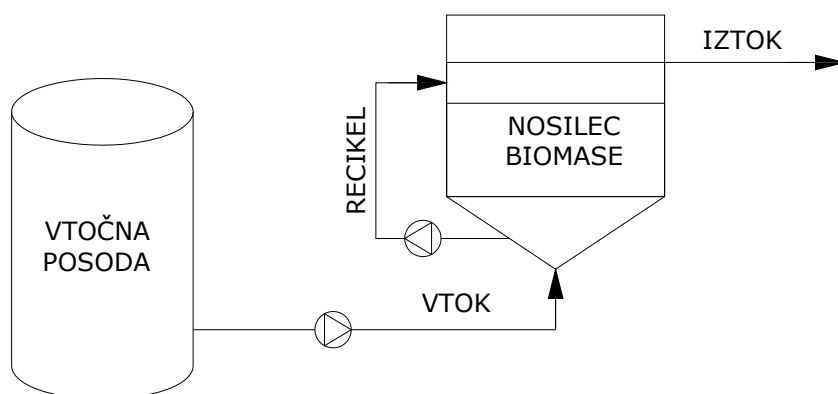 IZTOK
NOSILEC
BIOMASE
RECIKEL
VTOČNA
POSODA
VTOK